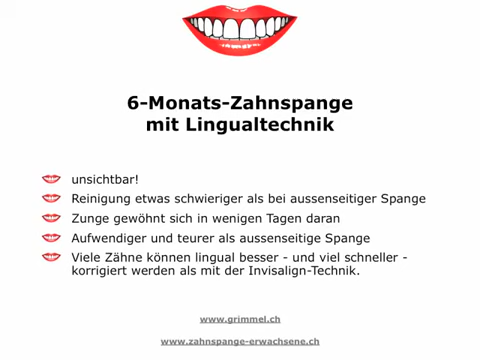 6-Monats-Zahnspange
mit Lingualtechnik
unsichtbar!
Reinigung etwas schwieriger als bei aussenseitiger Spange
Zunge gewöhnt sich in wenigen Tagen daran
Aufwendiger und teurer als aussenseitige Spange
Viele Zähne können lingual besser - und viel schneller -
korrigiert werden als mit der Invisalign-Technik.
www.grimmel.ch
www.zahnspange-erwachsene.ch